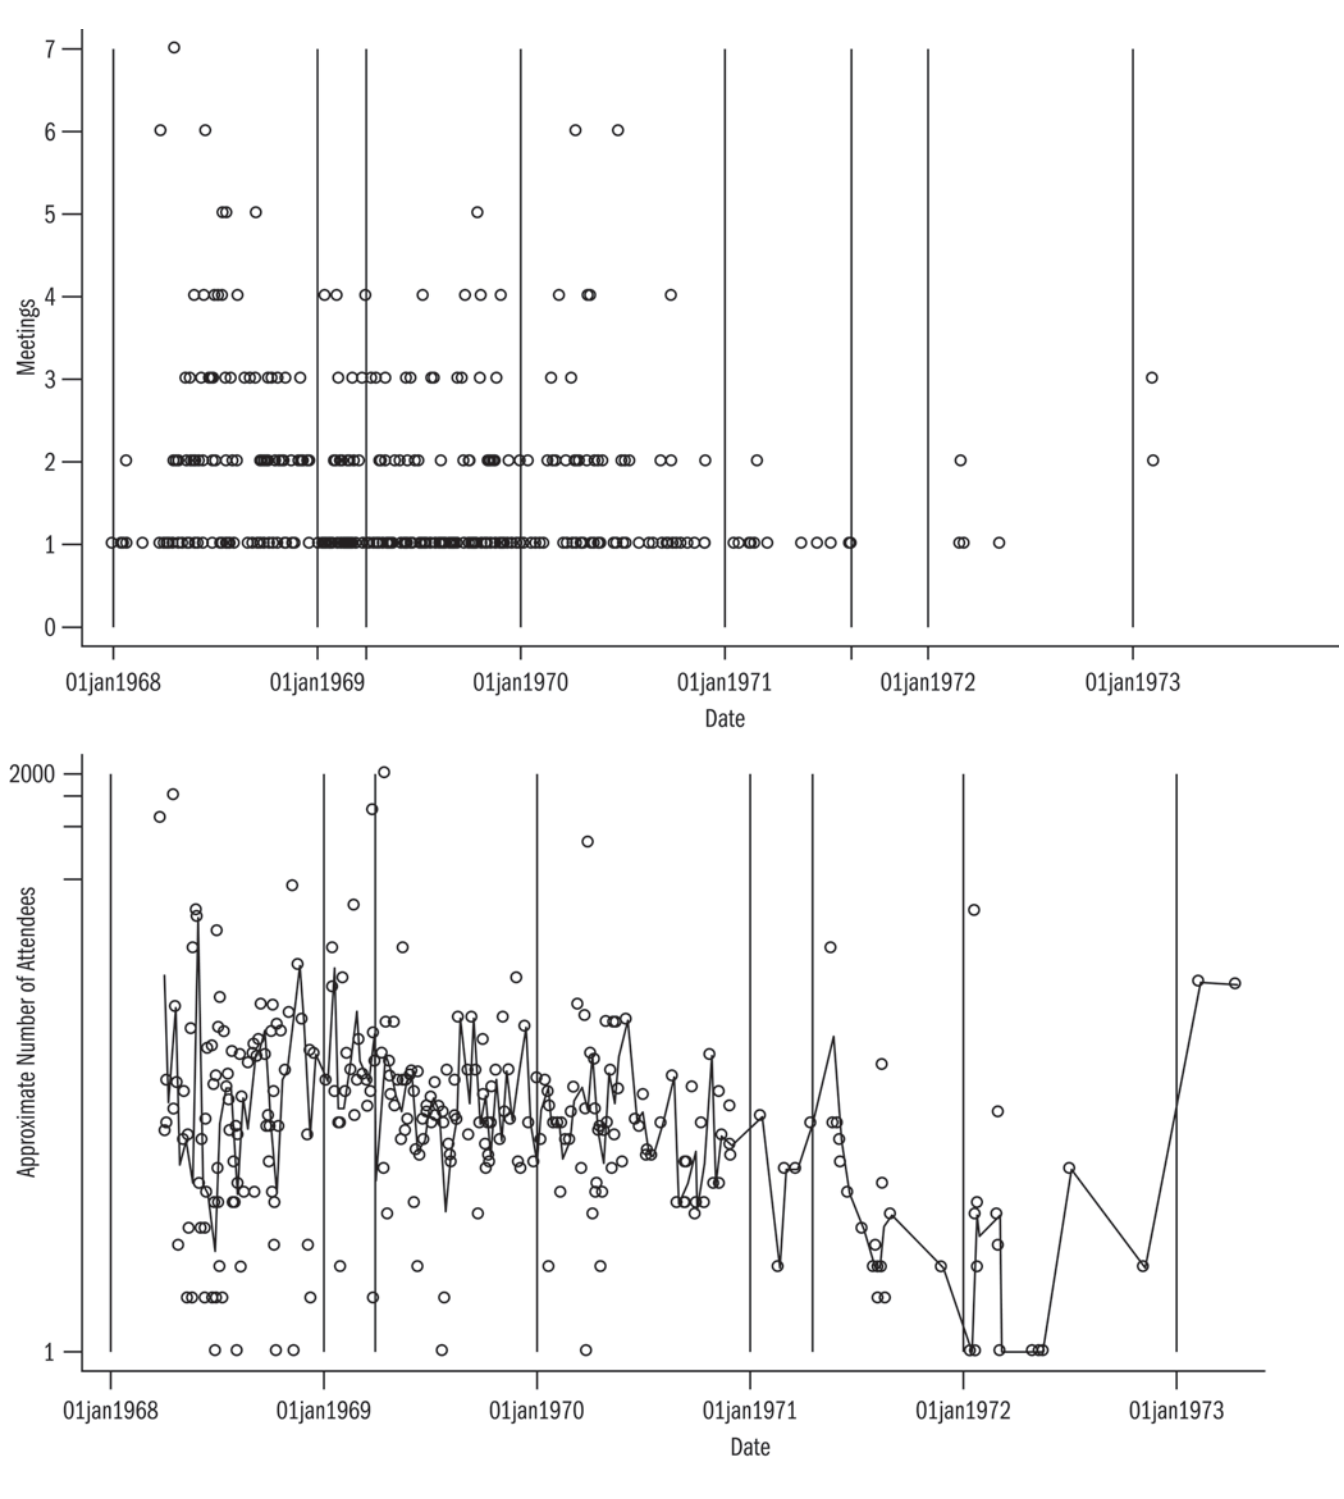 7
6
5
4
3
2
1
0
Meetings
01jan1968 01jan1969 01jan1970 01jan1971 01jan1972 01jan1973
Date
2000
1
Approximate Number of Attendees
01jan1968 01jan1969 01jan1970 01jan1971 01jan1972 01jan1973
Date